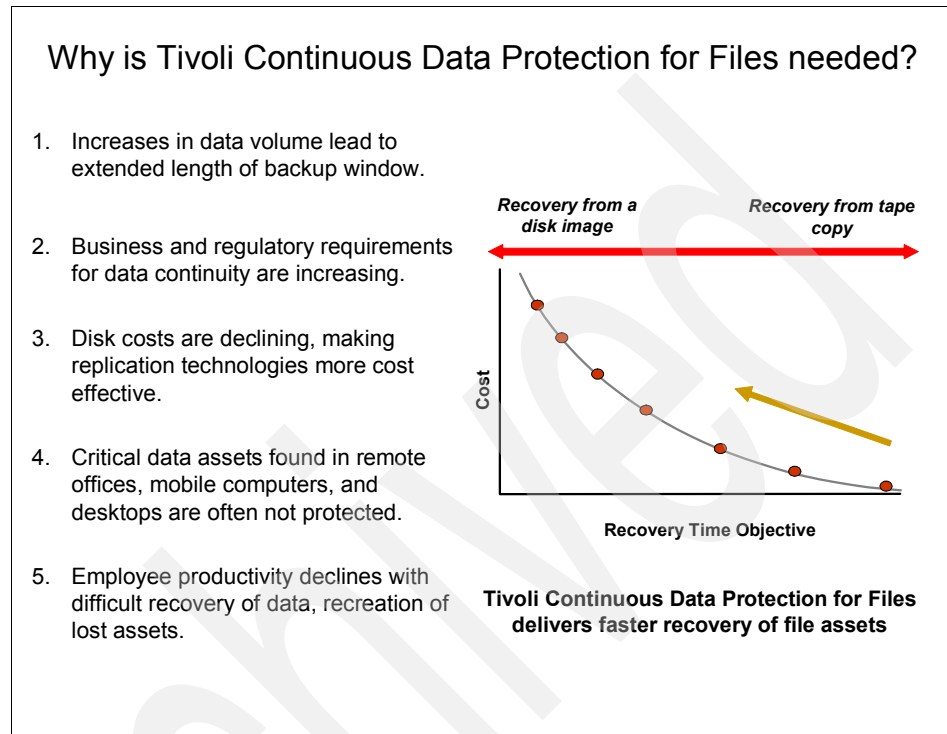 Why is Tivoli Continuous Data Protection for Files needed?
1. Increases in data volume lead to
extended length of backup window.
2. Business and regulatory requirements
for data continuity are increasing.
3. Disk costs are declining, making
replication technologies more cost
effective.
4. Critical data assets found in remote
offices, mobile computers, and
desktops are often not protected.
5. Employee productivity declines with
difficult recovery of data, recreation of
lost assets.
Recovery from a
disk image
Recovery from tape
copy
Cost
Recovery Time Objective
Tivoli Continuous Data Protection for Files
delivers faster recovery of file assets
hived